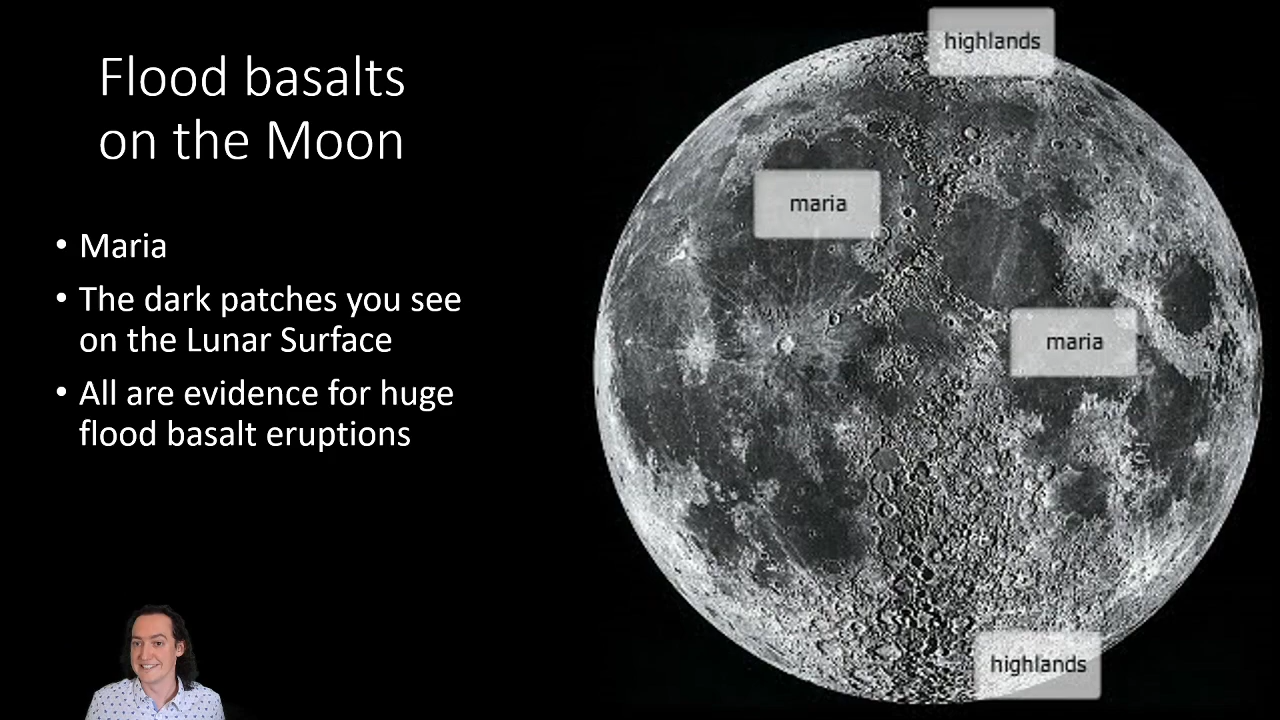 Flood basalts
on the Moon
• Maria
• The dark patches you see
on the Lunar Surface
• All are evidence for huge
flood basalt eruptions
highlands
maria
maria
highlands